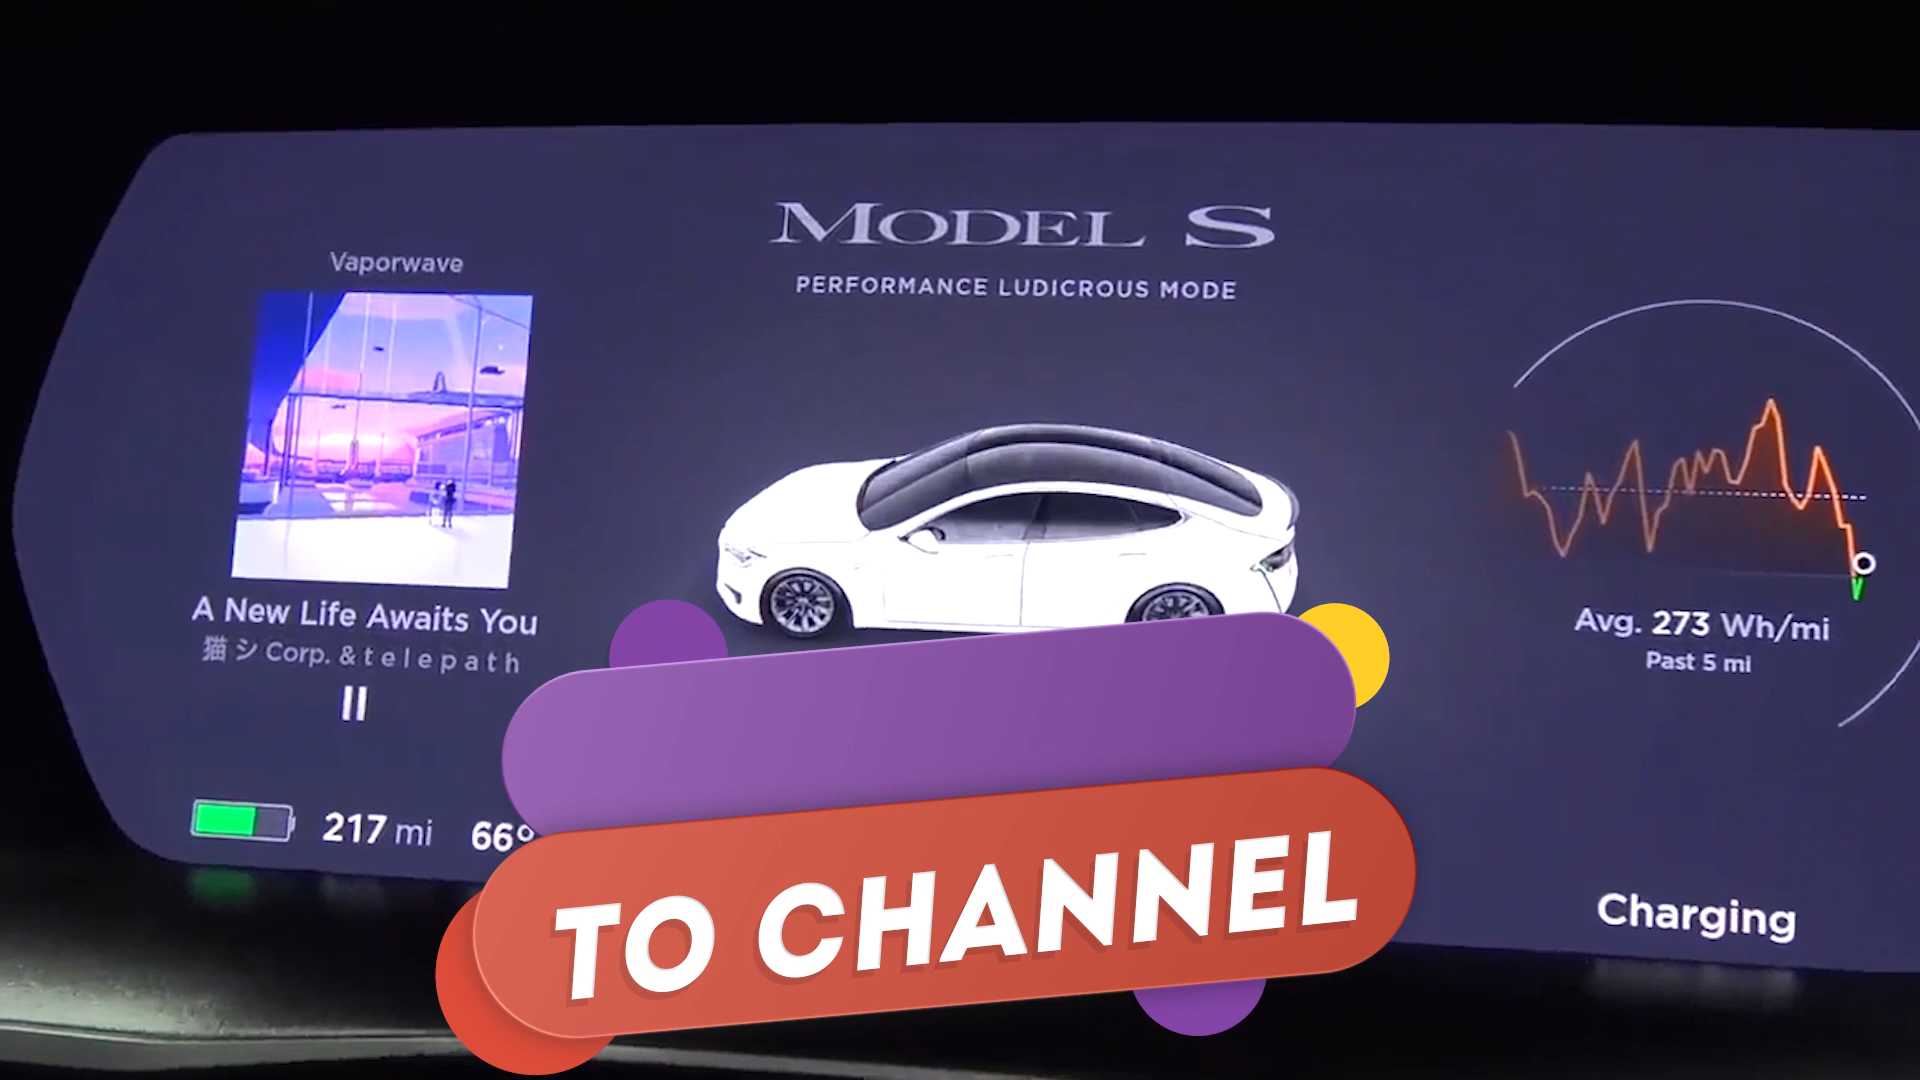 MODEL S
PERFORMANCE LUDICROUS MODE
Vaporwave
A New Life Awaits You
猫 シ Corp. & t e l e p a t h
217 mi 66°
Avg. 273 Wh/mi
Past 5 mi
Charging
TO CHANNEL